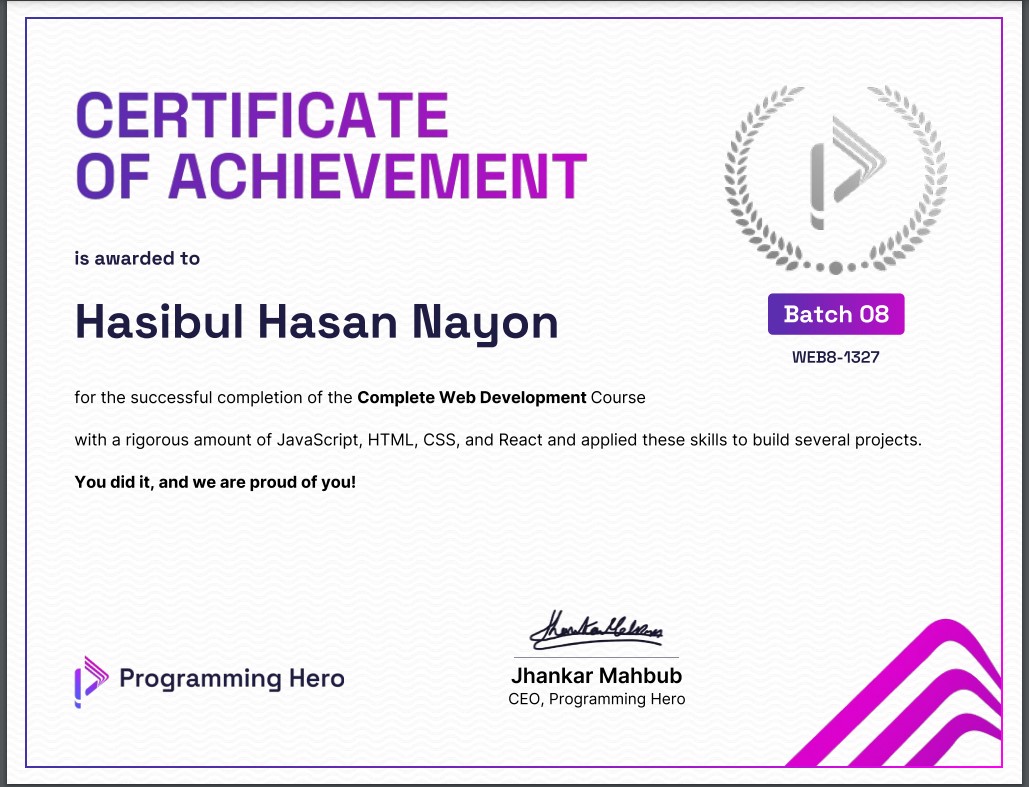 CERTIFICATE
OF ACHIEVEMENT
is awarded to
Hasibul Hasan Nayon
Batch 08
WEB8-1327
for the successful completion of the Complete Web Development Course
with a rigorous amount of JavaScript, HTML, CSS, and React and applied these skills to build several projects.
You did it, and we are proud of you!
Programming Hero
Jhankar Mahbub
CEO, Programming Hero